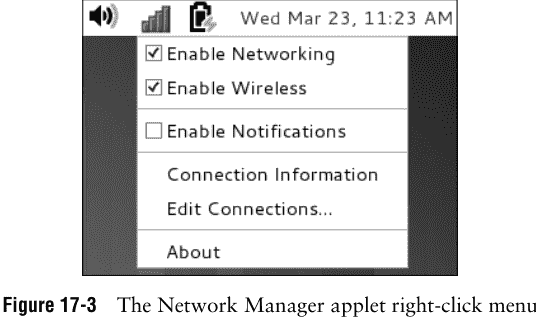 Wed Mar 23, 11:23 AM
Enable Networking
Enable Wireless
Enable Notifications
Connection Information
Edit Connections...
About
Figure 17-3 The Network Manager applet right-click menu